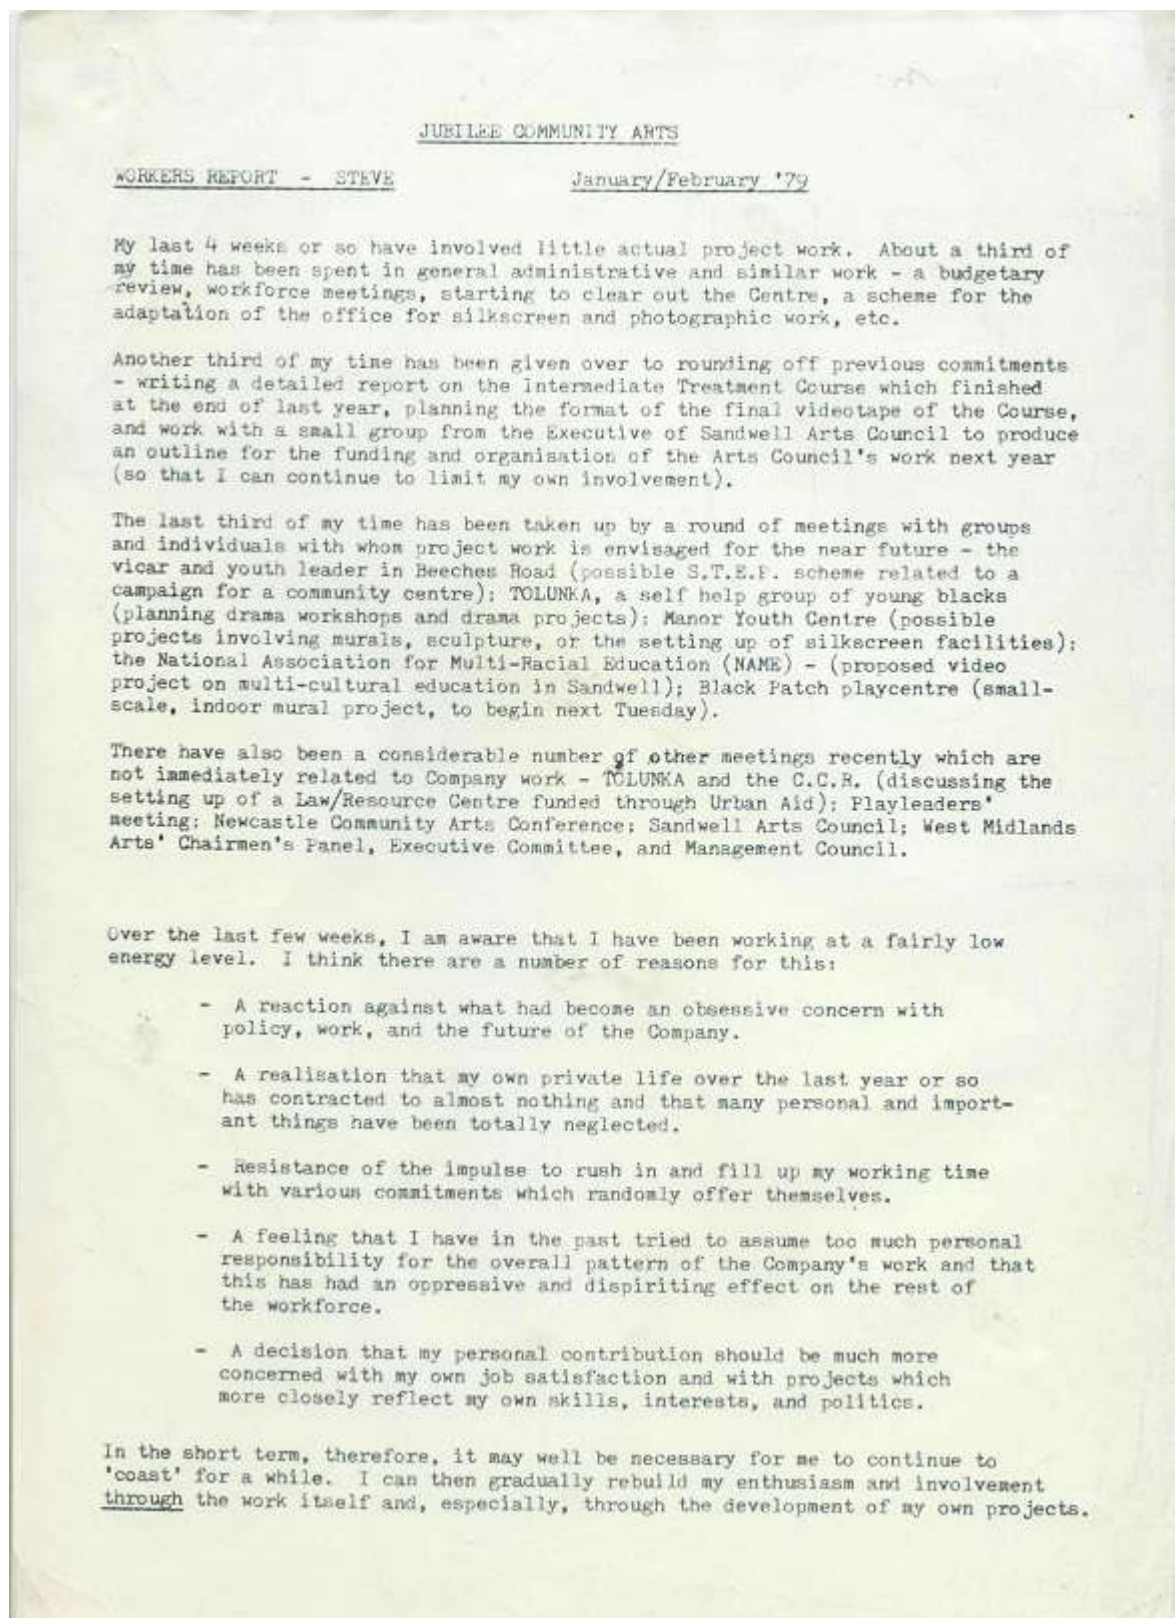 JUBILEE COMMUNITY ARTS
WORKERS REPORT - STEVE January/February '79
My last 4 weeks or so have involved little actual project work. About a third of
my time has been spent in general administrative and similar work - a budgetary
review, workforce meetings, starting to clear out the Centre, a scheme for the
adaptation of the office for silkscreen and photographic work, etc.
Another third of my time has been given over to rounding off previous commitments
- writing a detailed report on the Intermediate Treatment Course which finished
at the end of last year, planning the format of the final videotape of the Course,
and work with a small group from the Executive of Sandwell Arts Council to produce
an outline for the funding and organisation of the Arts Council's work next year
(so that I can continue to limit my own involvement).
The last third of my time has been taken up by a round of meetings with groups
and individuals with whom project work is envisaged for the near future - the
vicar and youth leader in Beeches Road (possible S.T.E.P. scheme related to a
campaign for a community centre); TOLUNKA, a self help group of young blacks
(planning drama workshops and drama projects); Manor Youth Centre (possible
projects involving murals, sculpture, or the setting up of silkscreen facilities);
the National Association for Multi-Racial Education (NAME) - (proposed video
project on multi-cultural education in Sandwell); Black Patch playcentre (small-
scale, indoor mural project, to begin next Tuesday).
There have also been a considerable number of other meetings recently which are
not immediately related to Company work - TOLUNKA and the C.C.R. (discussing the
setting up of a Law/Resource Centre funded through Urban Aid); Playleaders'
meeting; Newcastle Community Arts Conference; Sandwell Arts Council; West Midlands
Arts' Chairmen's Panel, Executive Committee, and Management Council.
Over the last few weeks, I am aware that I have been working at a fairly low
energy level. I think there are a number of reasons for this:
- A reaction against what had become an obsessive concern with
policy, work, and the future of the Company.
- A realisation that my own private life over the last year or so
has contracted to almost nothing and that many personal and import-
ant things have been totally neglected.
- Resistance of the impulse to rush in and fill up my working time
with various commitments which randomly offer themselves.
- A feeling that I have in the past tried to assume too much personal
responsibility for the overall pattern of the Company's work and that
this has had an oppressive and dispiriting effect on the rest of
the workforce.
- A decision that my personal contribution should be much more
concerned with my own job satisfaction and with projects which
more closely reflect my own skills, interests, and politics.
In the short term, therefore, it may well be necessary for me to continue to
'coast' for a while. I can then gradually rebuild my enthusiasm and involvement
through the work itself and, especially, through the development of my own projects.